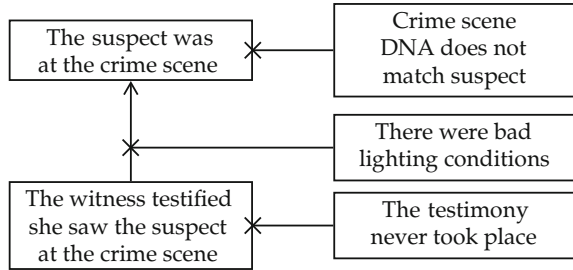 The suspect was
at the crime scene
Crime scene
DNA does not
match suspect
There were bad
lighting conditions
The witness testified
she saw the suspect
at the crime scene
The testimony
never took place